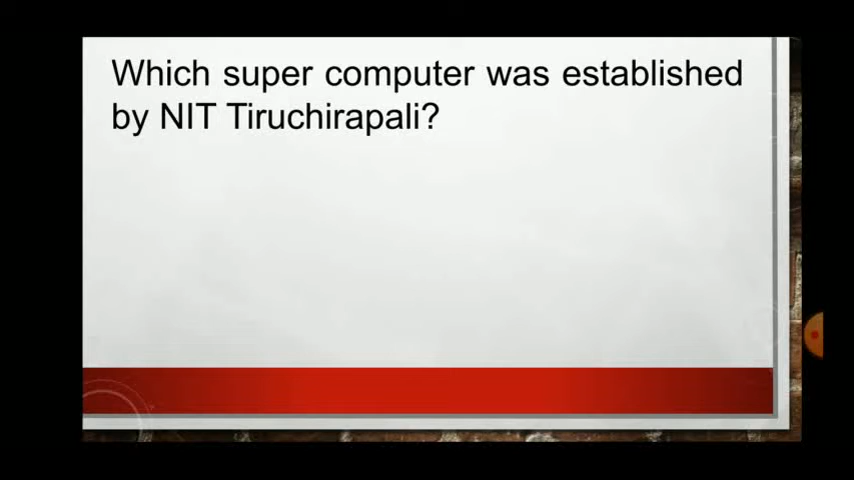 Which super computer was established
by NIT Tiruchirapali?